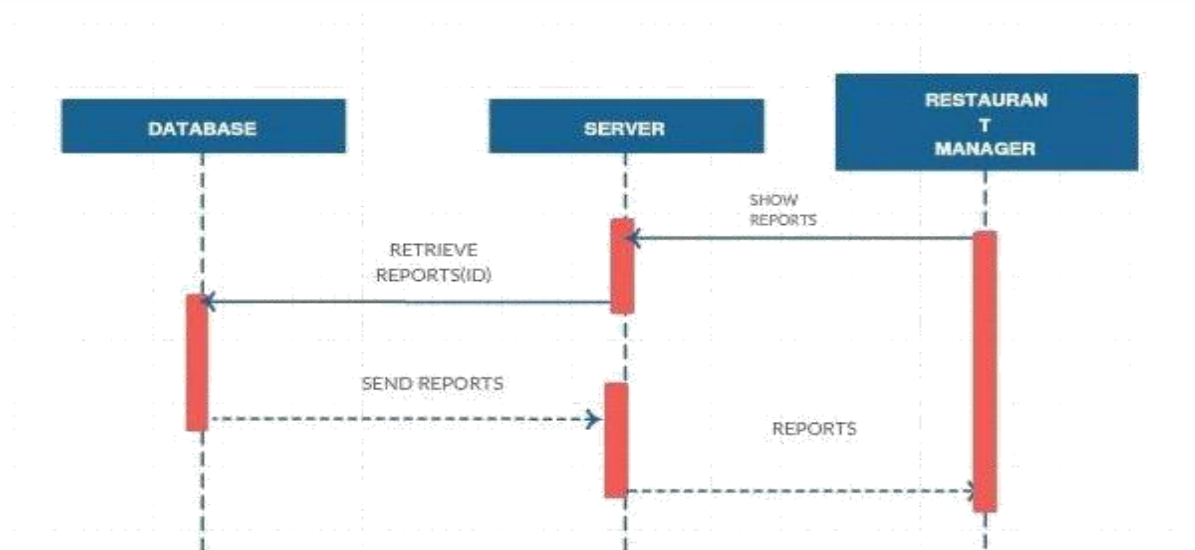 DATABASE
SERVER
RESTAURAN
T
MANAGER
SHOW
REPORTS
RETRIEVE
REPORTS(ID)
SEND REPORTS
REPORTS